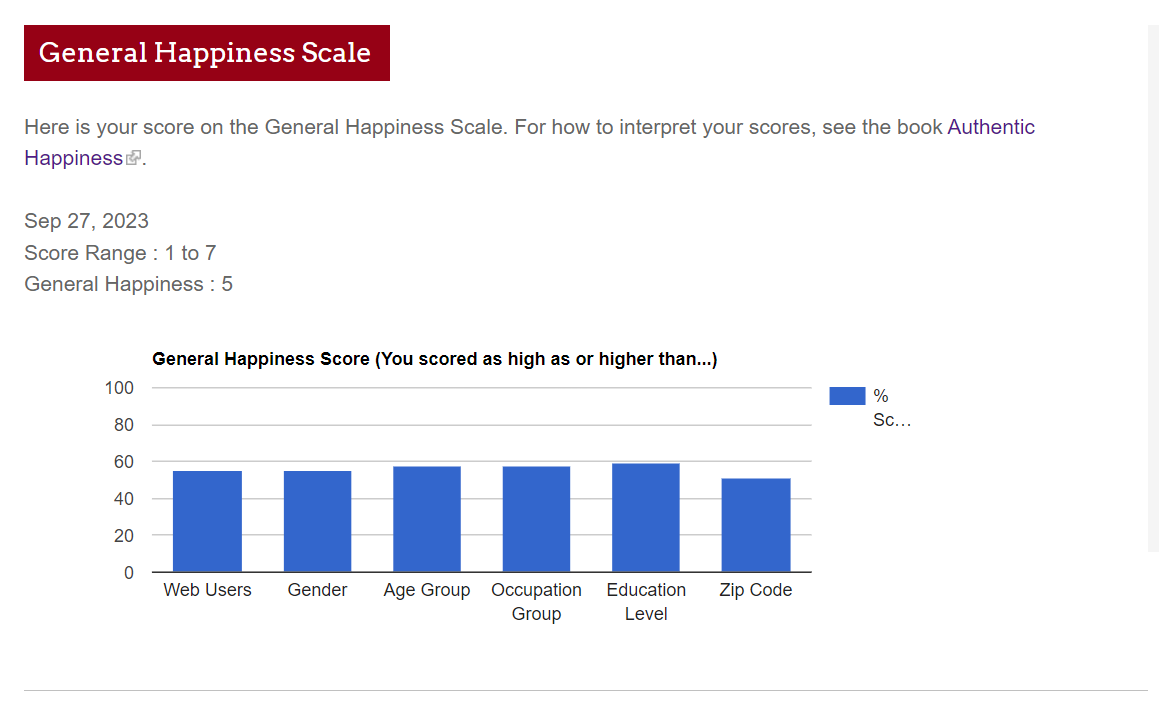 General Happiness Scale
Here is your score on the General Happiness Scale. For how to interpret your scores, see the book Authentic
Happiness.
Sep 27, 2023
Score Range : 1 to 7
General Happiness : 5
General Happiness Score (You scored as high as or higher than...)
100
80
60
40
20
0
%
Sc…
Web Users
Gender
Age Group
Occupation Group
Education Level
Zip Code